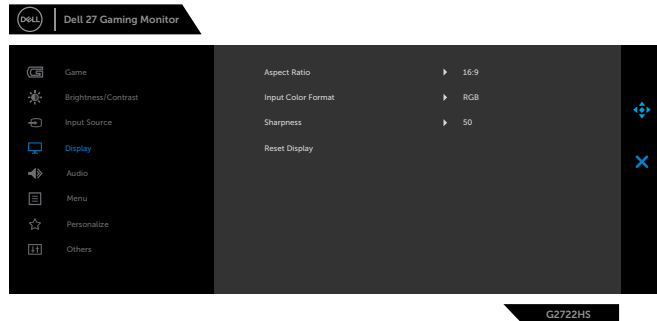 DELL
Dell 27 Gaming Monitor
Game
Aspect Ratio 16:9
Brightness/Contrast
Input Color Format RGB
Input Source
Sharpness 50
Display
Reset Display
Audio
Menu
Personalize
Others
G2722HS